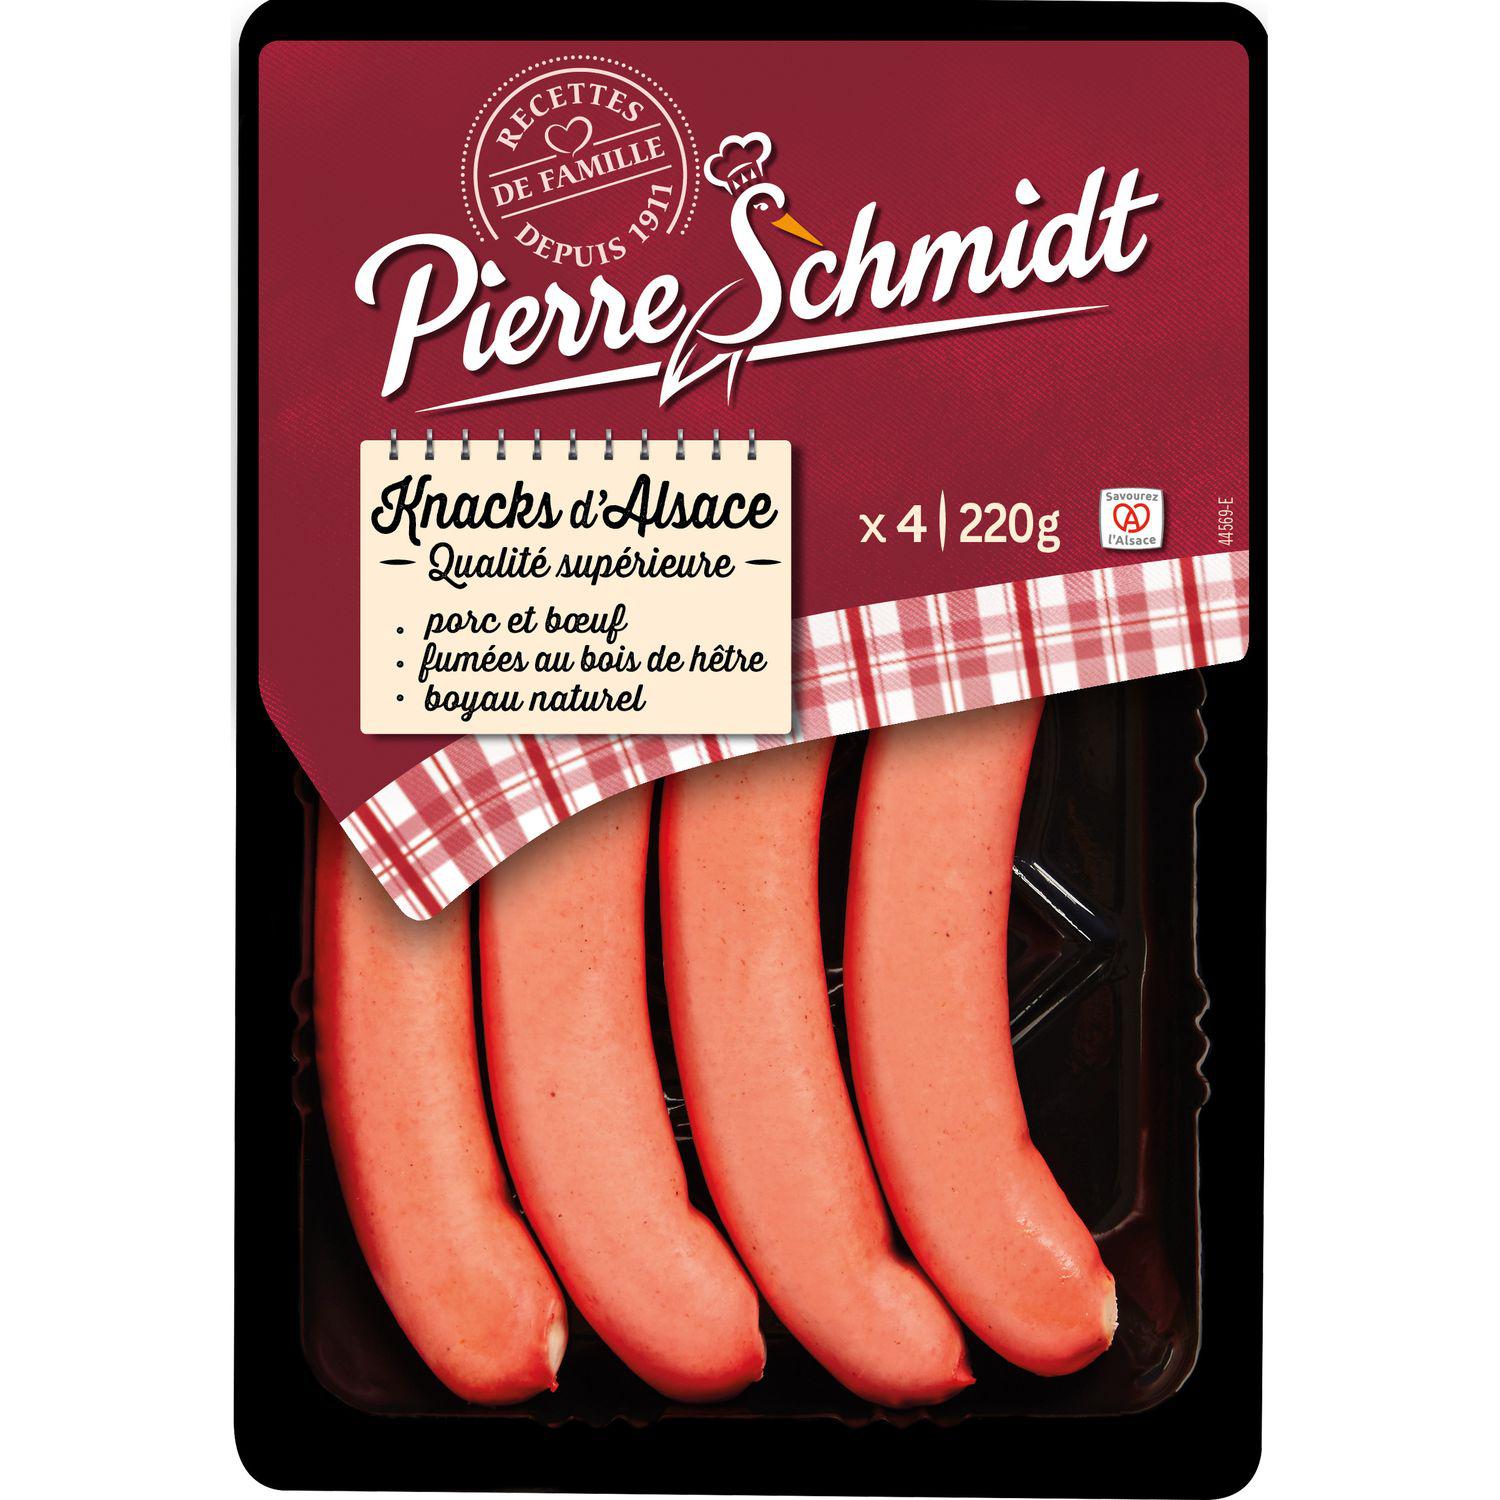 RECETTES
DE FAMILLE
DEPUIS 1911
Pierre Schmidt
Knacks d'Alsace
Qualité supérieure
. porc et bœuf
. fumées au bois de hêtre
. boyau naturel
x 4 | 220g
Savourez
l'Alsace
44569-E